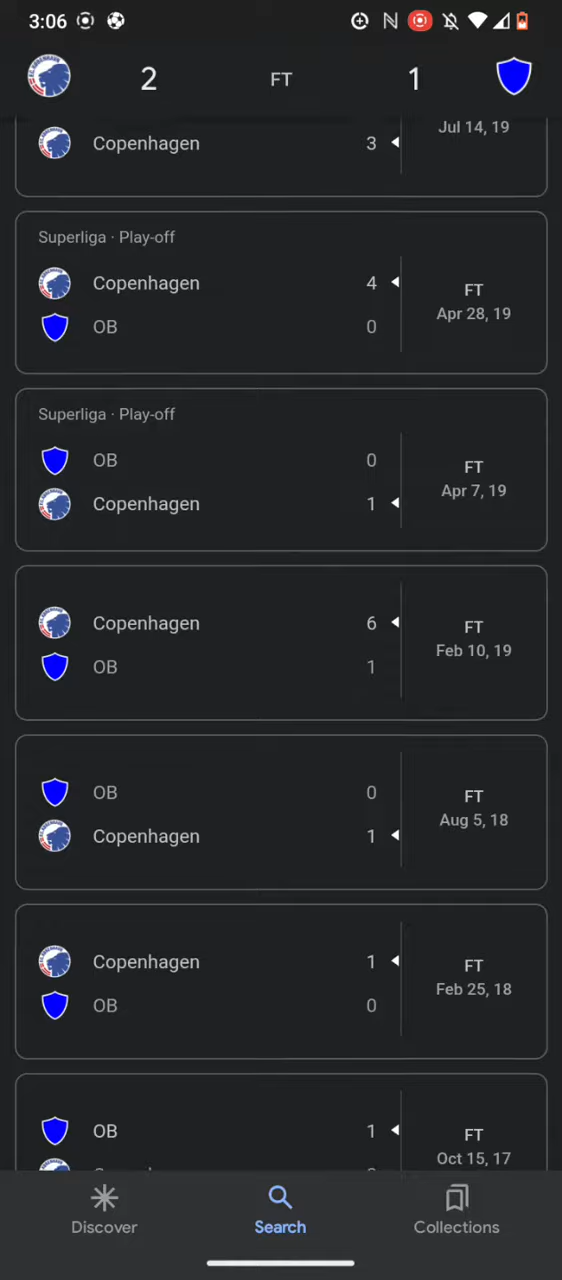 3:06
2 FT 1
Jul 14, 19
Copenhagen 3
Superliga · Play-off
Copenhagen 4
OB 0
FT
Apr 28, 19
Superliga · Play-off
OB 0
Copenhagen 1
FT
Apr 7, 19
Copenhagen 6
OB 1
FT
Feb 10, 19
OB 0
Copenhagen 1
FT
Aug 5, 18
Copenhagen 1
OB 0
FT
Feb 25, 18
OB 1
FT
Oct 15, 17
Discover
Search
Collections